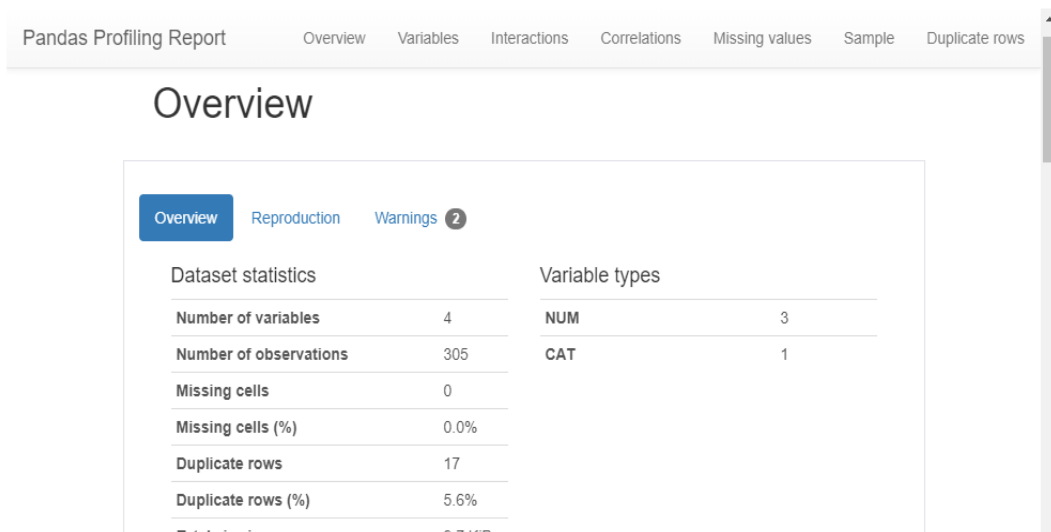 Pandas Profiling Report Overview Variables Interactions Correlations Missing values Sample Duplicate rows
Overview
Overview Reproduction Warnings 2
Dataset statistics Variable types
Number of variables 4 NUM 3
Number of observations 305 CAT 1
Missing cells 0
Missing cells (%) 0.0%
Duplicate rows 17
Duplicate rows (%) 5.6%